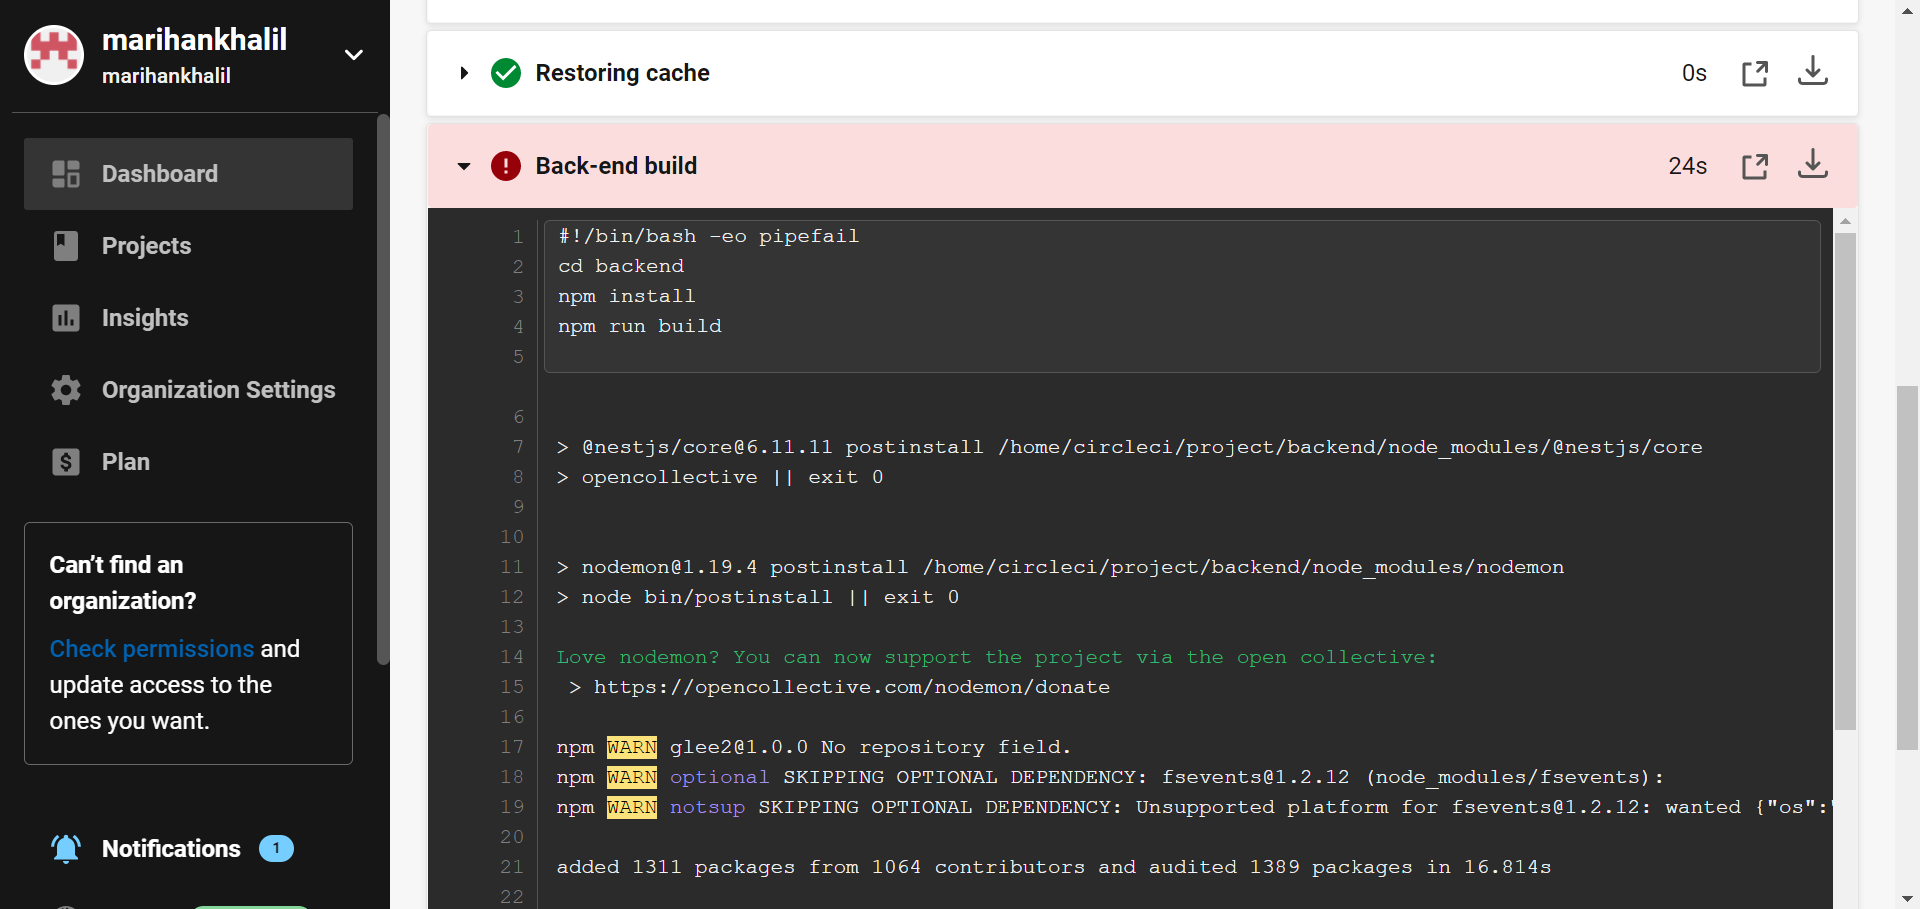 marihankhalil
marihankhalil
Dashboard
Projects
Insights
Organization Settings
Plan
Can’t find an
organization?
Check permissions and
update access to the
ones you want.
Notifications 1
Restoring cache 0s
Back-end build 24s
1 #!/bin/bash -eo pipefail
2 cd backend
3 npm install
4 npm run build
5
6
7 > @nestjs/core@6.11.11 postinstall /home/circleci/project/backend/node_modules/@nestjs/core
8 > opencollective || exit 0
9
10
11 > nodemon@1.19.4 postinstall /home/circleci/project/backend/node_modules/nodemon
12 > node bin/postinstall || exit 0
13
14 Love nodemon? You can now support the project via the open collective:
15 > https://opencollective.com/nodemon/donate
16
17 npm WARN glee2@1.0.0 No repository field.
18 npm WARN optional SKIPPING OPTIONAL DEPENDENCY: fsevents@1.2.12 (node_modules/fsevents):
19 npm WARN notsup SKIPPING OPTIONAL DEPENDENCY: Unsupported platform for fsevents@1.2.12: wanted {"os":
20
21 added 1311 packages from 1064 contributors and audited 1389 packages in 16.814s
22